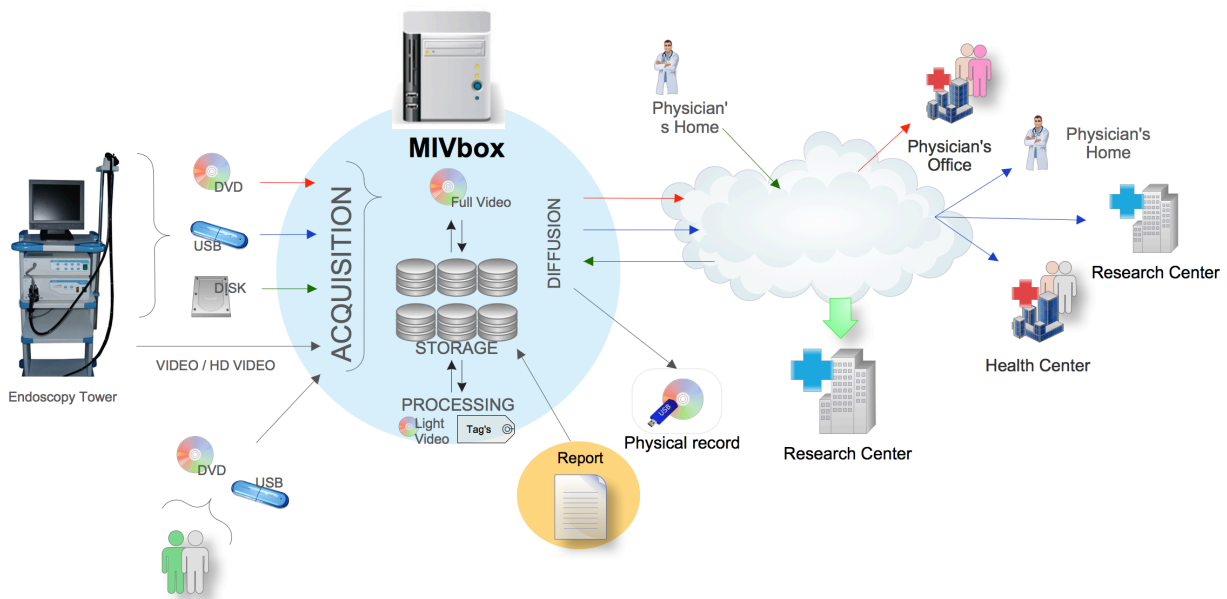 MIVbox
DVD
USB
DISK
VIDEO / HD VIDEO
Endoscopy Tower
DVD
USB
ACQUISITION
Full Video
STORAGE
PROCESSING
Light
Video
Tag's
DIFFUSION
Report
USB
Physical record
Physician'
s Home
Physician's
Office
Physician's
Home
Research Center
Health Center
Research Center